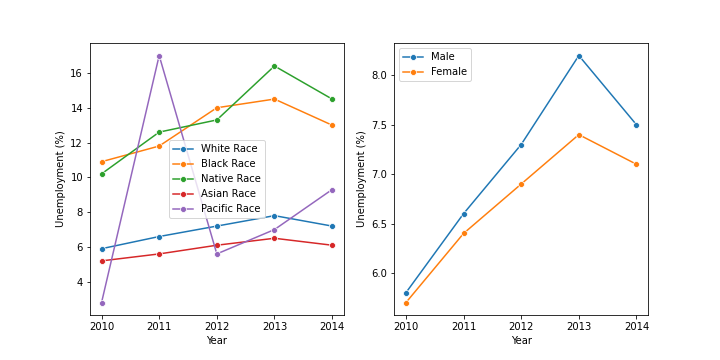 16
14
12
10
8
6
4
Unemployment (%)
White Race
Black Race
Native Race
Asian Race
Pacific Race
2010 2011 2012 2013 2014
Year
8.0
7.5
7.0
6.5
6.0
Unemployment (%)
Male
Female
2010 2011 2012 2013 2014
Year